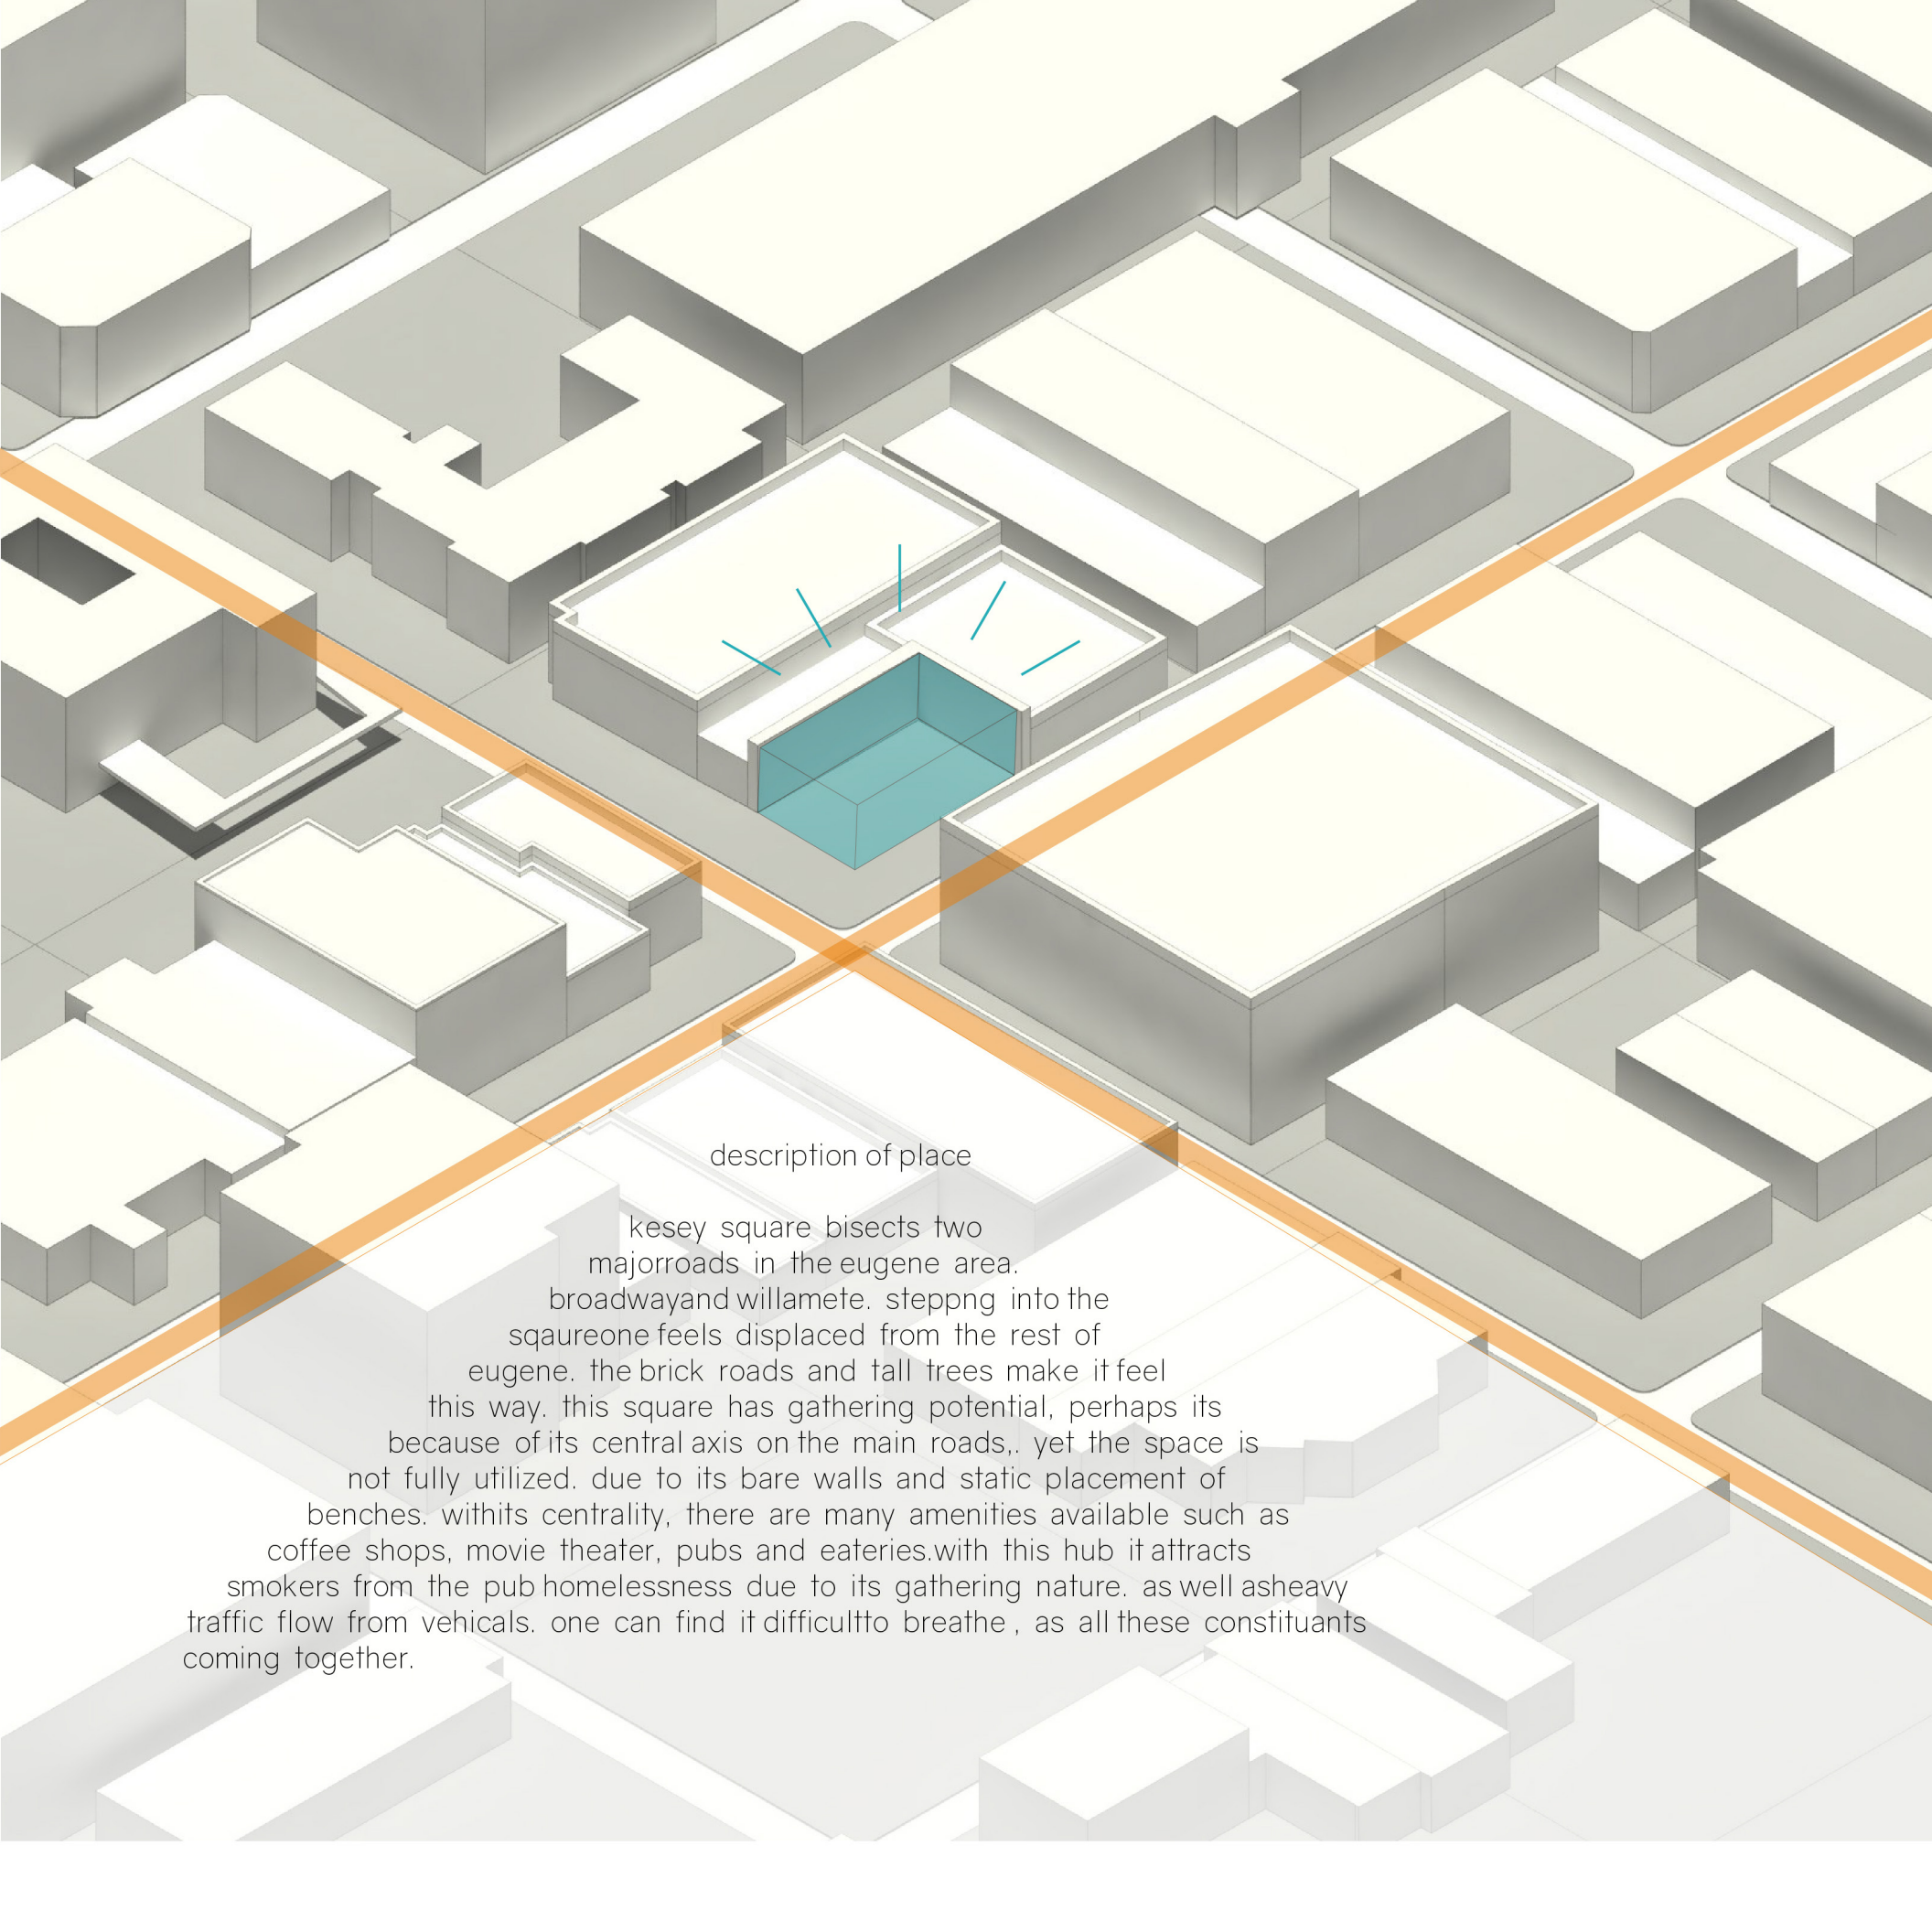 description of place
kesey square bisects two
majorroads in the eugene area.
broadwayand willamete. steppng into the
sqaureone feels displaced from the rest of
eugene. the brick roads and tall trees make it feel
this way. this square has gathering potential, perhaps its
because of its central axis on the main roads,. yet the space is
not fully utilized. due to its bare walls and static placement of
benches. withits centrality, there are many amenities available such as
coffee shops, movie theater, pubs and eateries.with this hub it attracts
smokers from the pub homelessness due to its gathering nature. as well asheavy
traffic flow from vehicals. one can find it difficultto breathe , as all these constituants
coming together.